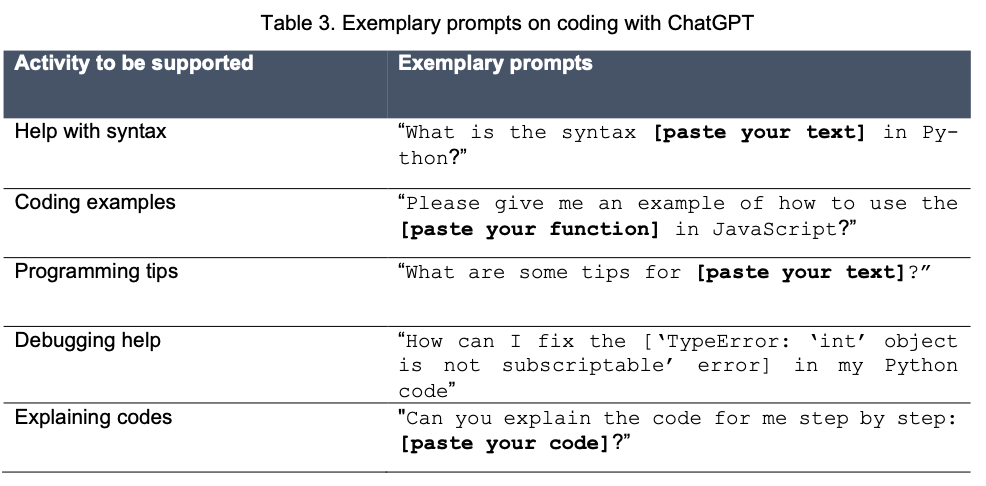 Table 3. Exemplary prompts on coding with ChatGPT
Activity to be supported
Exemplary prompts
Help with syntax
“What is the syntax [paste your text] in Py-
thon?”
Coding examples
“Please give me an example of how to use the
[paste your function] in JavaScript?”
Programming tips
“What are some tips for [paste your text]?”
Debugging help
“How can I fix the [‘TypeError: ‘int’ object
is not subscriptable’ error] in my Python
code”
Explaining codes
"Can you explain the code for me step by step:
[paste your code]?”